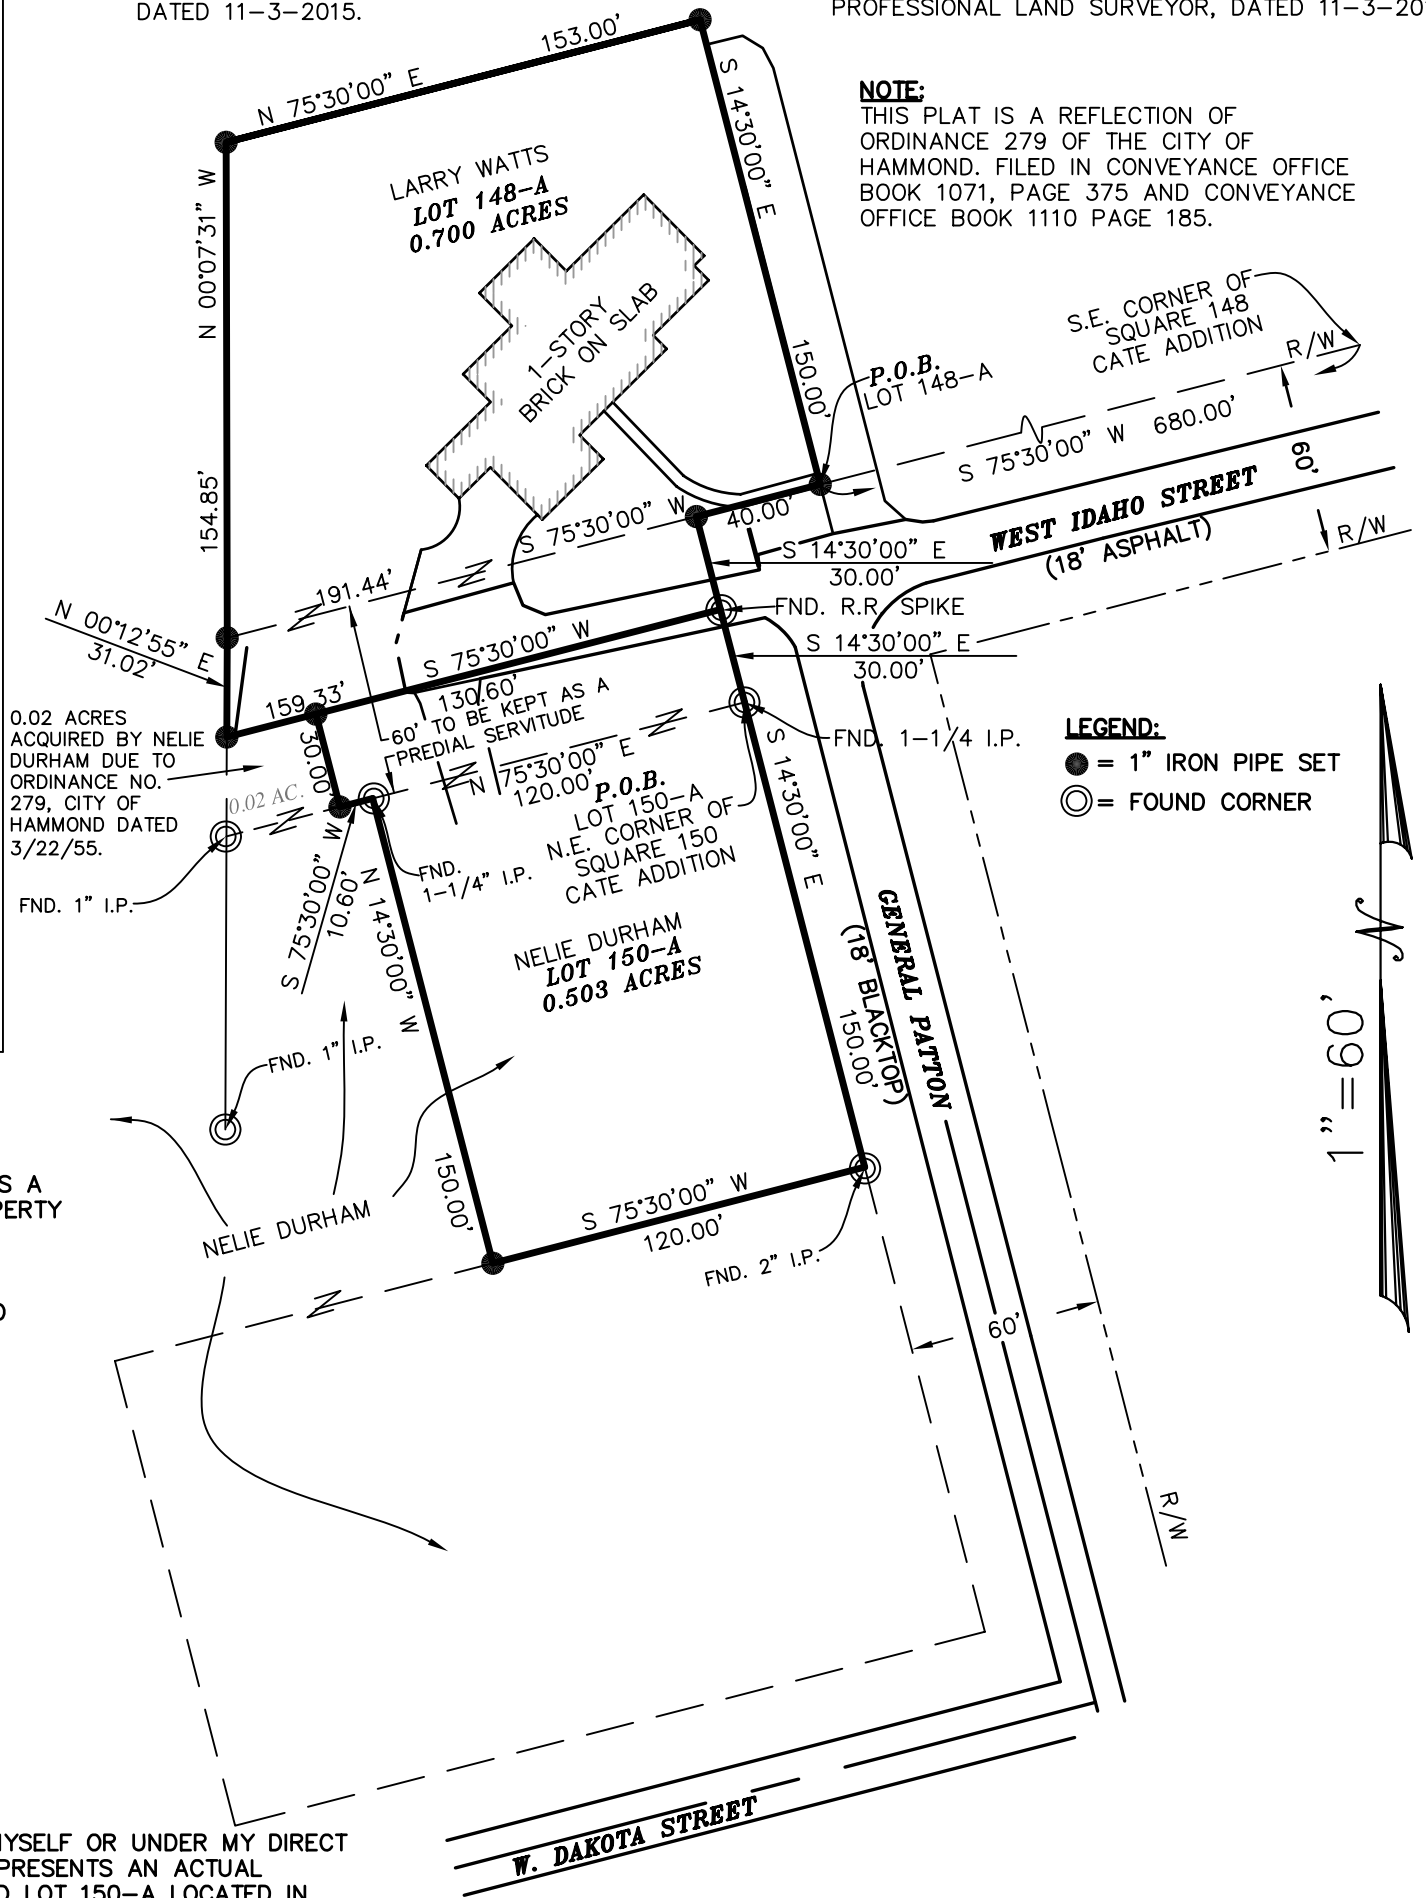 DATED 11-3-2015.
PROFESSIONAL LAND SURVEYOR, DATED 11-3-20
NOTE:
THIS PLAT IS A REFLECTION OF
ORDINANCE 279 OF THE CITY OF
HAMMOND. FILED IN CONVEYANCE OFFICE
BOOK 1071, PAGE 375 AND CONVEYANCE
OFFICE BOOK 1110 PAGE 185.
N 75°30'00" E
153.00'
S 14°30'00" E
150.00'
N 00°07'31" W
154.85'
LARRY WATTS
LOT 148-A
0.700 ACRES
1-STORY
BRICK ON SLAB
S.E. CORNER OF
SQUARE 148
CATE ADDITION
R/W
P.O.B.
LOT 148-A
S 75°30'00" W
680.00'
60'
WEST IDAHO STREET
(18' ASPHALT)
R/W
S 75°30'00" W
40.00'
191.44'
S 14°30'00" E
30.00'
FND. R.R. SPIKE
S 14°30'00" E
30.00'
N 00°12'55" E
31.02'
S 75°30'00" W
159.33'
130.60'
60' TO BE KEPT AS A
PREDIAL SERVITUDE
30.00'
0.02 ACRES
ACQUIRED BY NELIE
DURHAM DUE TO
ORDINANCE NO.
279, CITY OF
HAMMOND DATED
3/22/55.
0.02 AC.
FND. 1" I.P.
N 75°30'00" E
120.00'
FND. 1-1/4 I.P.
P.O.B.
LOT 150-A
N.E. CORNER OF
SQUARE 150
CATE ADDITION
LEGEND:
= 1" IRON PIPE SET
= FOUND CORNER
FND.
1-1/4" I.P.
S 75°30'00" W
10.60'
N 14°30'00" W
150.00'
S 14°30'00" E
150.00'
NELIE DURHAM
LOT 150-A
0.503 ACRES
GENERAL PATTON
(18' BLACKTOP)
N
1"=60'
FND. 1" I.P.
S A
PERTY
NELIE DURHAM
S 75°30'00" W
120.00'
FND. 2" I.P.
60'
R/W
W. DAKOTA STREET
MYSELF OR UNDER MY DIRECT
PRESENTS AN ACTUAL
LOT 150-A LOCATED IN